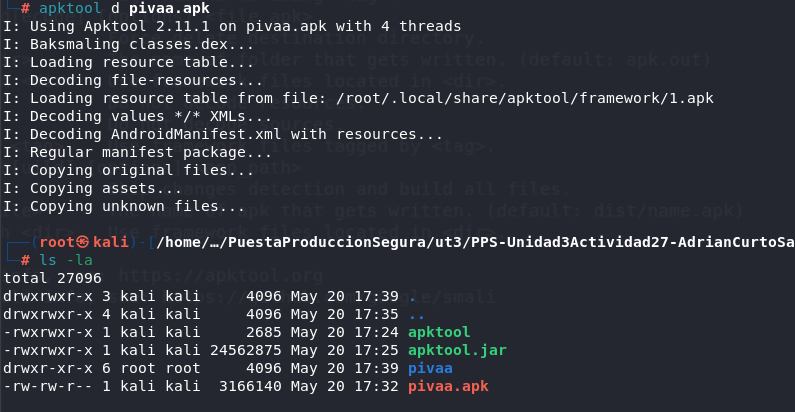 └─# apktool d pivaa.apk
I: Using Apktool 2.11.1 on pivaa.apk with 4 threads
I: Baksmaling classes.dex...
I: Loading resource table...
I: Decoding file-resources...
I: Loading resource table from file: /root/.local/share/apktool/framework/1.apk
I: Decoding values */* XMLs...
I: Decoding AndroidManifest.xml with resources...
I: Regular manifest package...
I: Copying original files...
I: Copying assets...
I: Copying unknown files...
┌──(root㉿kali)-[/home/…/PuestaProduccionSegura/ut3/PPS-Unidad3Actividad27-AdrianCurtoSa
└─# ls -la
total 27096
drwxrwxr-x 3 kali kali     4096 May 20 17:39 .
drwxrwxr-x 4 kali kali     4096 May 20 17:35 ..
-rwxrwxr-x 1 kali kali     2685 May 20 17:24 apktool
-rwxrwxr-x 1 kali kali 24562875 May 20 17:25 apktool.jar
drwxr-xr-x 6 root root     4096 May 20 17:39 pivaa
-rw-rw-r-- 1 kali kali  3166140 May 20 17:32 pivaa.apk